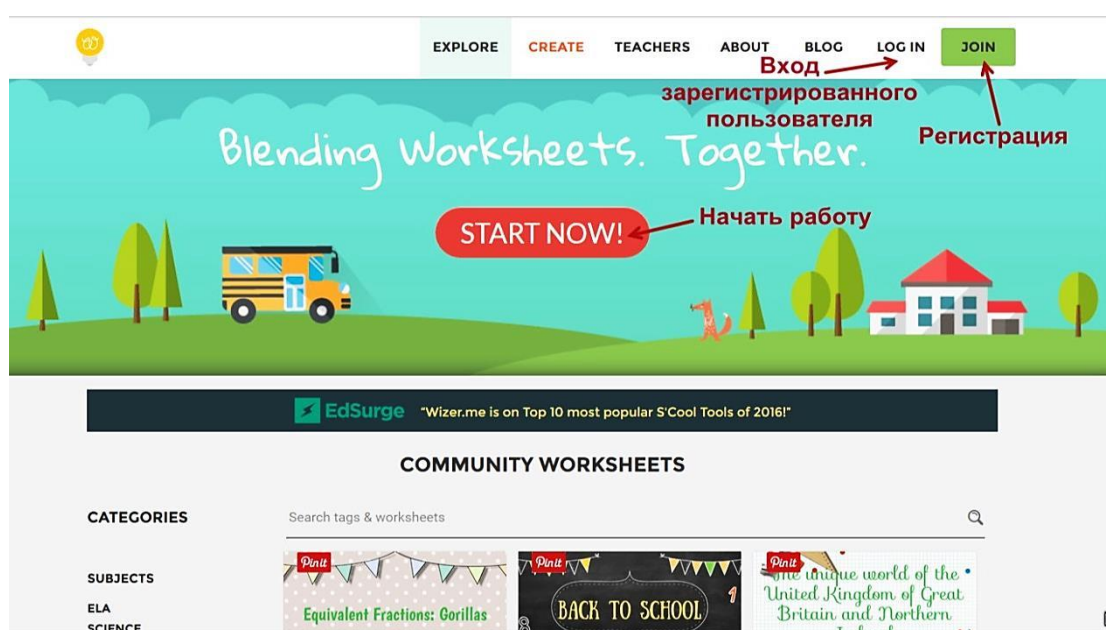 EXPLORE CREATE TEACHERS ABOUT BLOG LOG IN JOIN
Вход
зарегистрированного
пользователя
Регистрация
Blending Worksheets. Together.
START NOW!
Начать работу
EdSurge "Wizer.me is on Top 10 most popular S'Cool Tools of 2016!"
COMMUNITY WORKSHEETS
CATEGORIES
Search tags & worksheets
SUBJECTS
ELA
SCIENCE
Pin it
Equivalent Fractions: Gorillas
Pin it
BACK TO SCHOOL
Pin it
The unique world of the
United Kingdom of Great
Britain and Northern